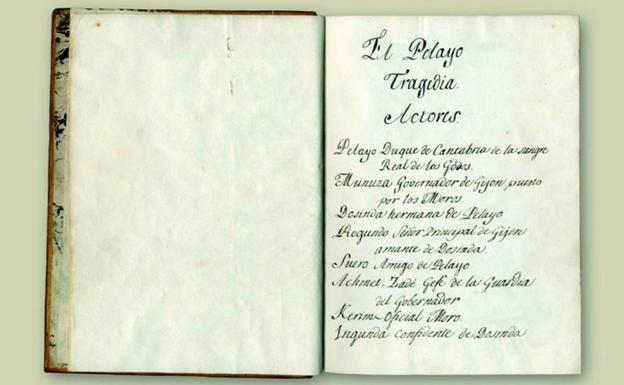 El Pelayo
Tragedia.
Actores.
Pelayo Duque de Cantabria de la sangre
Real de los Godos.
Munuza Governador de Gijon puesto
por los Moros
Dosinda hermana de Pelayo
Rogundo Señor Principal de Gijon
amante de Dosinda.
Suero Amigo de Pelayo
Achmet-Zadé Gefe de la Guardia
del Gobernador
Kerim Oficial Moro.
Ingunda Confidente de Dosinda